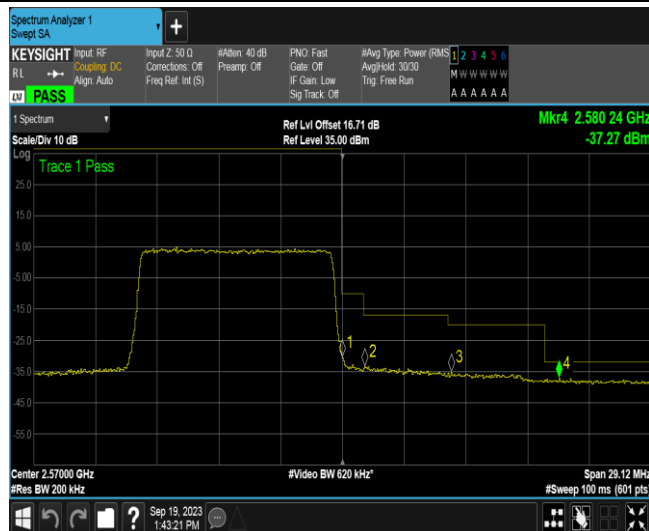 Spectrum Analyzer 1
Swept SA
+
KEYSIGHT
RL
LXI PASS
Input: RF
Coupling: DC
Align: Auto
Input Z: 50 Ω
Corrections: Off
Freq Ref: Int (S)
#Atten: 40 dB
Preamp: Off
PNO: Fast
Gate: Off
IF Gain: Low
Sig Track: Off
#Avg Type: Power (RMS
Avg|Hold: 30/30
Trig: Free Run
1 2 3 4 5 6
M W W W W W
A A A A A A
1 Spectrum
Scale/Div 10 dB
Ref Lvl Offset 16.71 dB
Ref Level 35.00 dBm
Mkr4 2.580 24 GHz
-37.27 dBm
Log
Trace 1 Pass
25.0
15.0
5.00
-5.00
-15.0
-25.0
-35.0
-45.0
-55.0
1
2
3
4
Center 2.57000 GHz
#Res BW 200 kHz
#Video BW 620 kHz*
Span 29.12 MHz
#Sweep 100 ms (601 pts)
?
Sep 19, 2023
1:43:21 PM